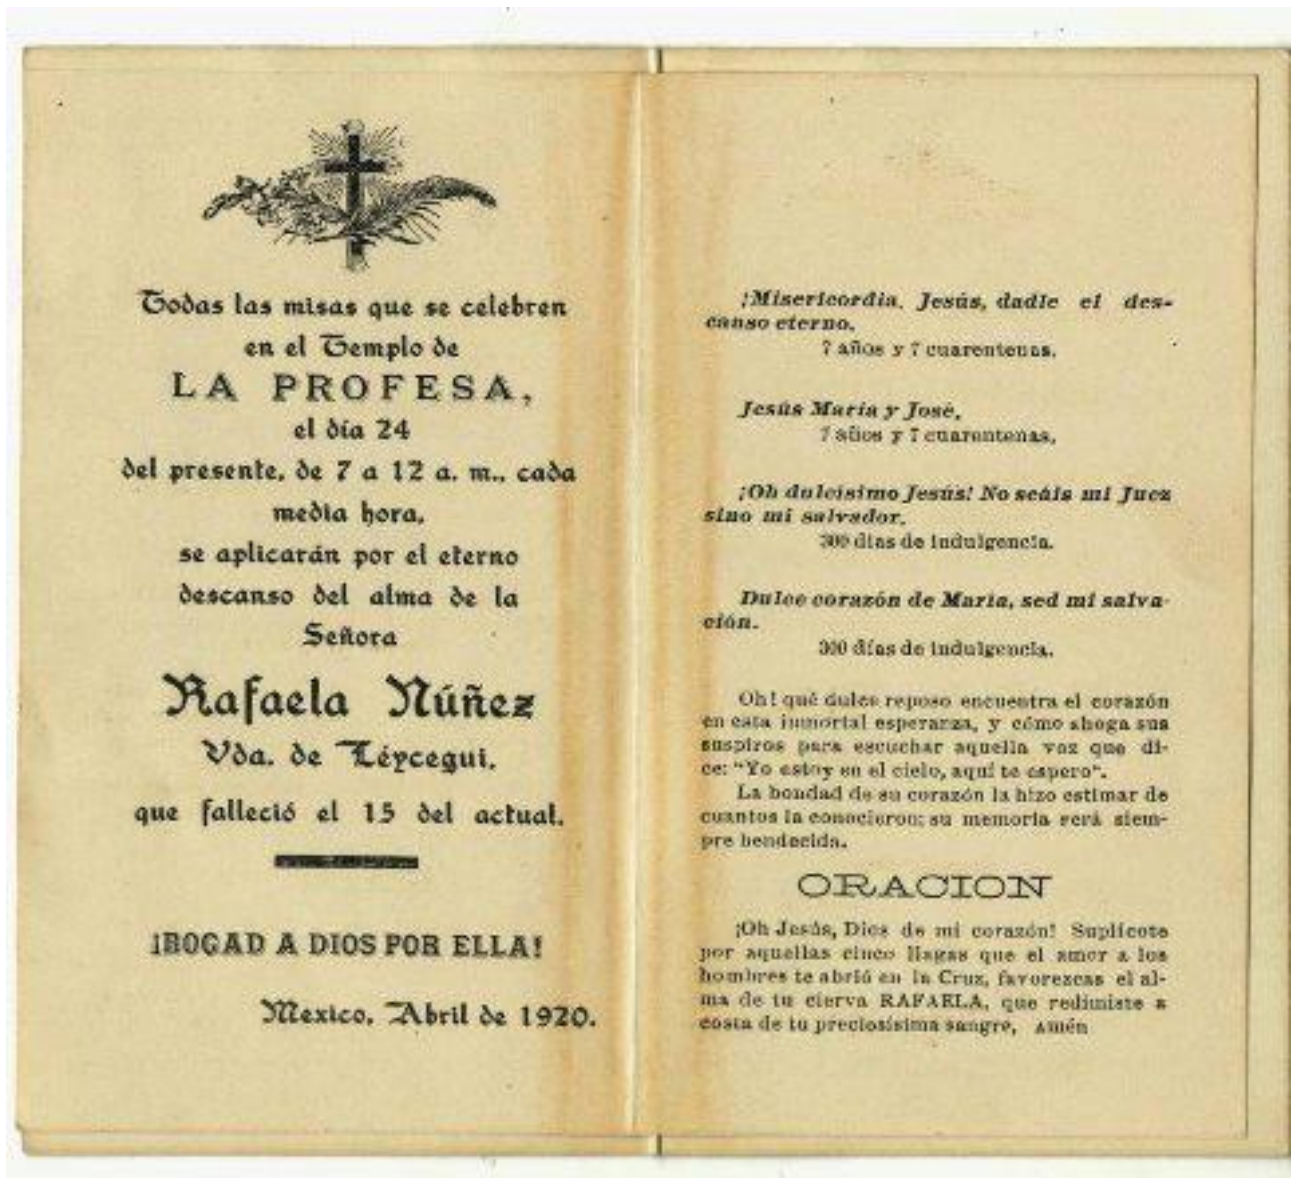 Todas las misas que se celebren
en el Templo de
LA PROFESA,
el día 24
del presente, de 7 a 12 a. m., cada
media hora,
se aplicarán por el eterno
descanso del alma de la
Señora
Rafaela Núñez
Vda. de Léycegui,
que falleció el 15 del actual.
¡ROGAD A DIOS POR ELLA!
Mexico, Abril de 1920.
¡Misericordia, Jesús, dadle el des-
canso eterno.
7 años y 7 cuarentenas.
Jesús María y José,
7 años y 7 cuarentenas,
¡Oh dulcísimo Jesús! No seáis mi Juez
sino mi salvador.
300 días de indulgencia.
Dulce corazón de María, sed mi salva-
ción.
300 días de indulgencia.
Oh! qué dulce reposo encuentra el corazón
en esta inmortal esperanza, y cómo ahoga sus
suspiros para escuchar aquella voz que di-
ce: "Yo estoy en el cielo, aquí te espero".
La bondad de su corazón la hizo estimar de
cuantos la conocieron; su memoria será siem-
pre bendecida.
ORACION
¡Oh Jesús, Dios de mi corazón! Suplícote
por aquellas cinco llagas que el amor a los
hombres te abrió en la Cruz, favorezcas el al-
ma de tu cierva RAFAELA, que redimiste a
costa de tu preciosísima sangre, Amén